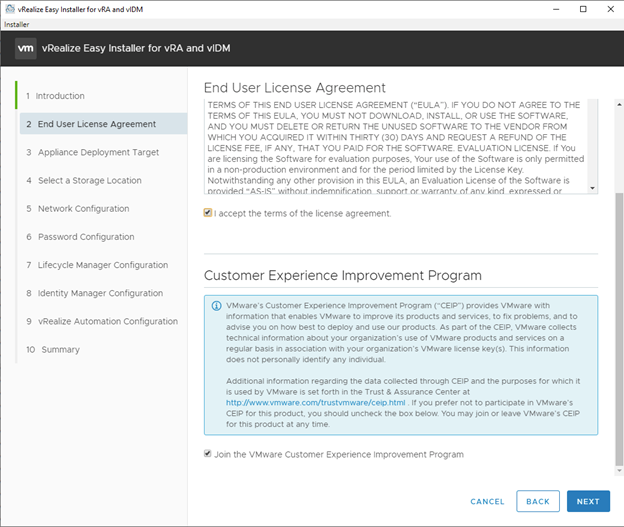 vRealize Easy Installer for vRA and vIDM
Installer
vm vRealize Easy Installer for vRA and vIDM
1 Introduction
2 End User License Agreement
3 Appliance Deployment Target
4 Select a Storage Location
5 Network Configuration
6 Password Configuration
7 Lifecycle Manager Configuration
8 Identity Manager Configuration
9 vRealize Automation Configuration
10 Summary
End User License Agreement
TERMS OF THIS END USER LICENSE AGREEMENT (“EULA”). IF YOU DO NOT AGREE TO THE
TERMS OF THIS EULA, YOU MUST NOT DOWNLOAD, INSTALL, OR USE THE SOFTWARE,
AND YOU MUST DELETE OR RETURN THE UNUSED SOFTWARE TO THE VENDOR FROM
WHICH YOU ACQUIRED IT WITHIN THIRTY (30) DAYS AND REQUEST A REFUND OF THE
LICENSE FEE, IF ANY, THAT YOU PAID FOR THE SOFTWARE. EVALUATION LICENSE. If You
are licensing the Software for evaluation purposes, Your use of the Software is only permitted
in a non-production environment and for the period limited by the License Key.
Notwithstanding any other provision in this EULA, an Evaluation License of the Software is
provided “AS-IS” without indemnification, support or warranty of any kind, expressed or
I accept the terms of the license agreement.
Customer Experience Improvement Program
VMware's Customer Experience Improvement Program (“CEIP”) provides VMware with
information that enables VMware to improve its products and services, to fix problems, and to
advise you on how best to deploy and use our products. As part of the CEIP, VMware collects
technical information about your organization's use of VMware products and services on a
regular basis in association with your organization's VMware license key(s). This information
does not personally identify any individual.
Additional information regarding the data collected through CEIP and the purposes for which it
is used by VMware is set forth in the Trust & Assurance Center at
http://www.vmware.com/trustvmware/ceip.html . If you prefer not to participate in VMware's
CEIP for this product, you should uncheck the box below. You may join or leave VMware's CEIP
for this product at any time.
Join the VMware Customer Experience Improvement Program
CANCEL BACK NEXT